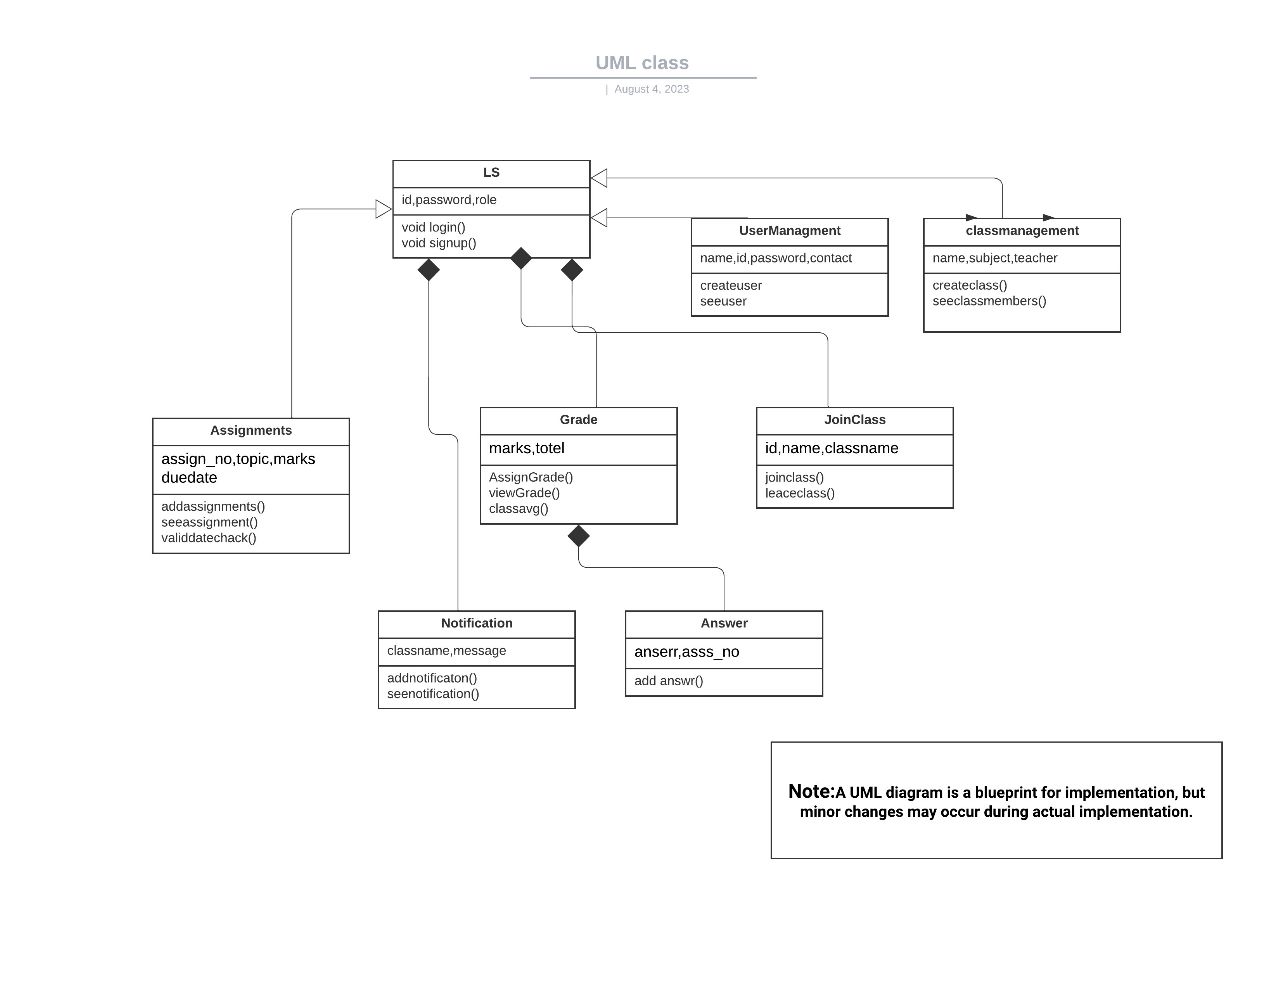 UML class
| August 4, 2023
LS
id,password,role
void login()
void signup()
UserManagment
name,id,password,contact
createuser
seeuser
classmanagement
name,subject,teacher
createclass()
seeclassmembers()
Assignments
assign_no,topic,marks
duedate
addassignments()
seeassignment()
validdatechack()
Grade
marks,totel
AssignGrade()
viewGrade()
classavg()
JoinClass
id,name,classname
joinclass()
leaceclass()
Notification
classname,message
addnotificaton()
seenotification()
Answer
anserr,asss_no
add answr()
Note:A UML diagram is a blueprint for implementation, but
minor changes may occur during actual implementation.